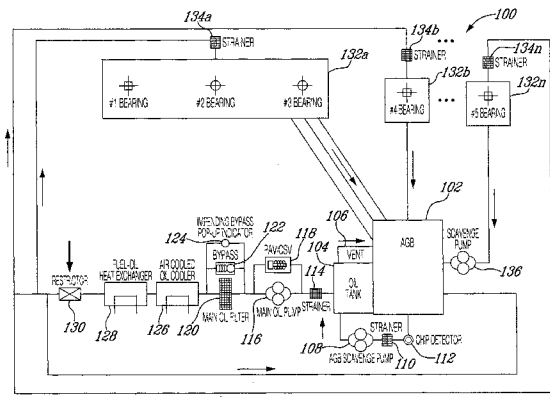 134a
134b
100
STRAINER
132a
STRAINER
134n
STRAINER
132b
132n
#1 BEARING
#2 BEARING
#3 BEARING
#4 BEARING
#5 BEARING
102
IMPENDING BYPASS
POP-UP INDICATOR
124
122
BYPASS
118
PRV/CSV
106
VENT
104
AGB
SCAVENGE
PUMP
136
RESTRICTOR
130
FUEL-OIL
HEAT EXCHANGER
128
AIR COOLED
OIL COOLER
126
120
MAIN OIL FILTER
116
MAIN OIL PUMP
114
STRAINER
OIL
TANK
108
STRAINER
AGB SCAVENGE PUMP
110
CHIP DETECTOR
112